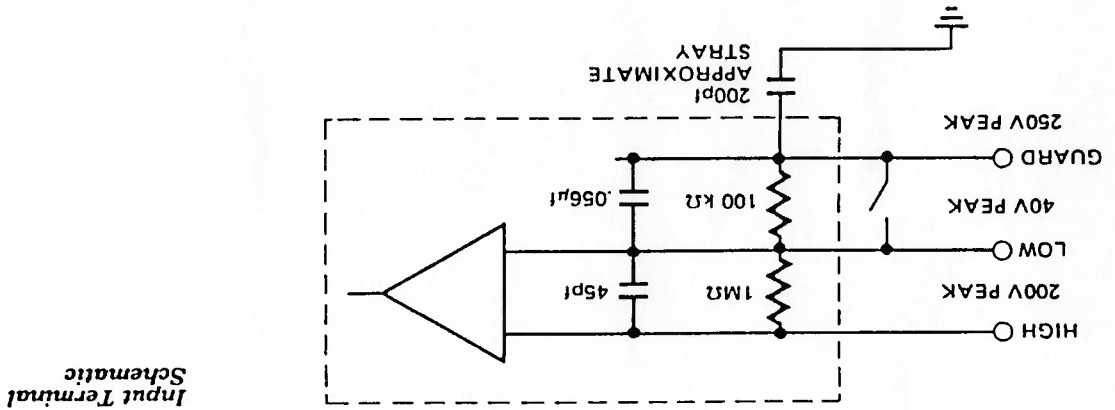 Input Terminal
Schematic
HIGH
200V PEAK
LOW
40V PEAK
GUARD
250V PEAK
1MΩ
45pf
100 kΩ
.056µf
200pf
APPROXIMATE
STRAY